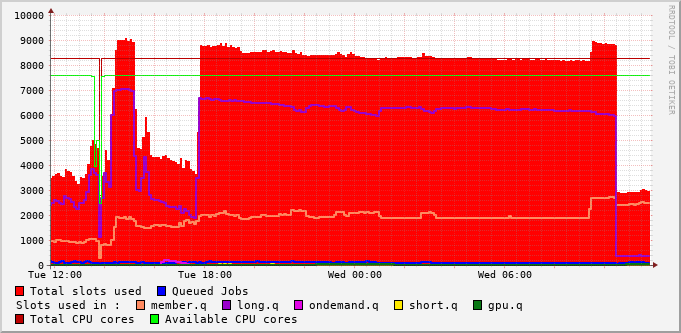 10000
9000
8000
7000
6000
5000
4000
3000
2000
1000
0
Tue 12:00 Tue 18:00 Wed 00:00 Wed 06:00
RRDTOOL / TOBI OETIKER
Total slots used Queued Jobs
Slots used in : member.q long.q ondemand.q short.q gpu.q
Total CPU cores Available CPU cores